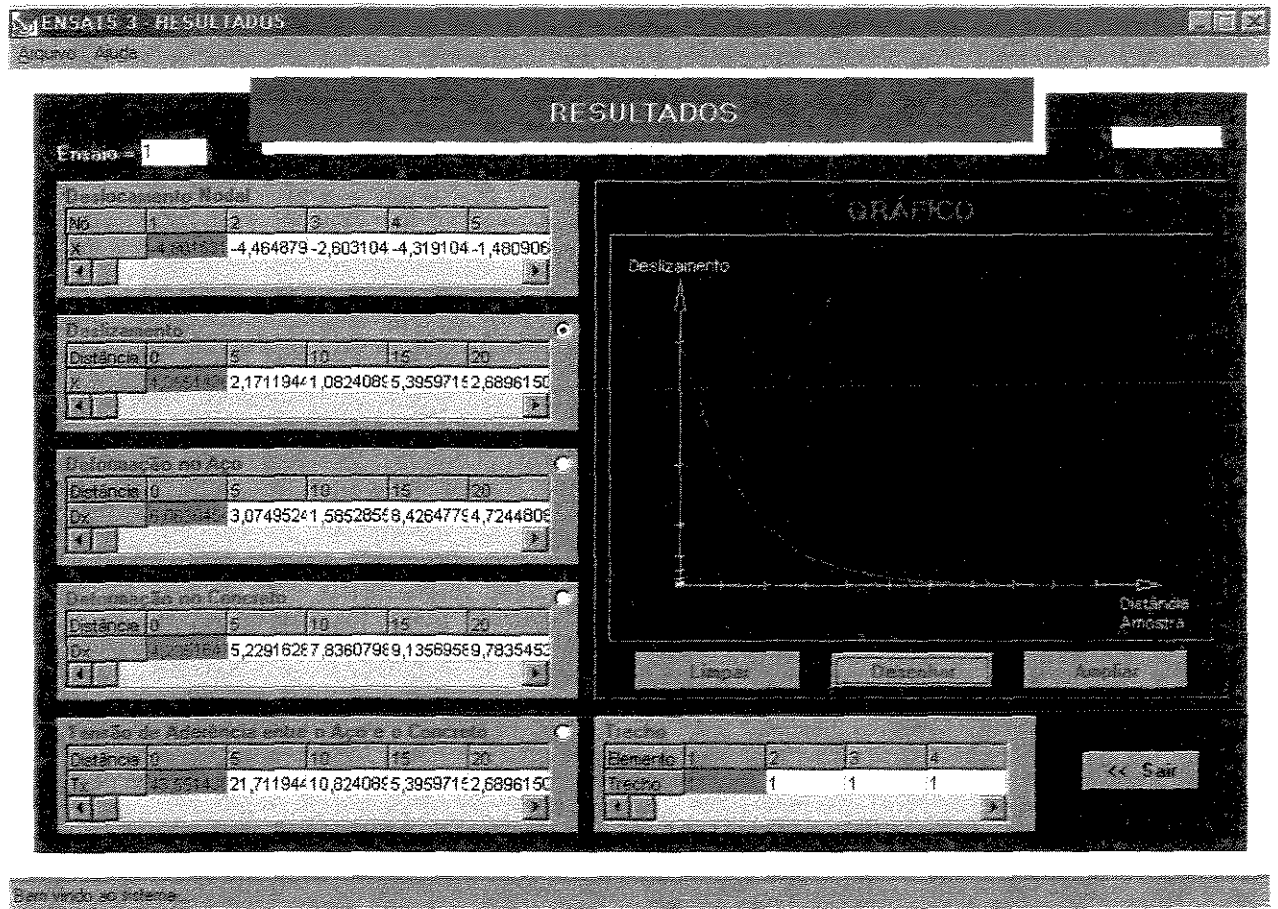 ENSAIS 3 - RESULTADOS
Arquivo Ajuda
RESULTADOS
Ensaio = 1
Deslocamento Nodal
Nó 1 2 3 4 5
X -4,464879 -2,603104 -4,319104 -1,480906
Deslizamento
Distância 0 5 10 15 20
X 2,1711944 1,0824089 5,3959715 2,6896150
Deformação no Aço
Distância 0 5 10 15 20
Dx 3,0749524 1,5852855 8,4264779 4,7244806
Deformação no Concreto
Distância 0 5 10 15 20
Dx 5,2291628 7,8360798 9,1356958 9,7835453
Tensão de Aderência entre o Aço e o Concreto
Distância 0 5 10 15 20
Tx 21,711944 10,824089 5,3959715 2,6896150
GRÁFICO
Deslizamento
Distância
Amostra
Limpar Desenhar Ampliar
Trecho
Elemento 1 2 3 4
Trecho 1 1 1
<< Sair
Bem vindo ao sistema...